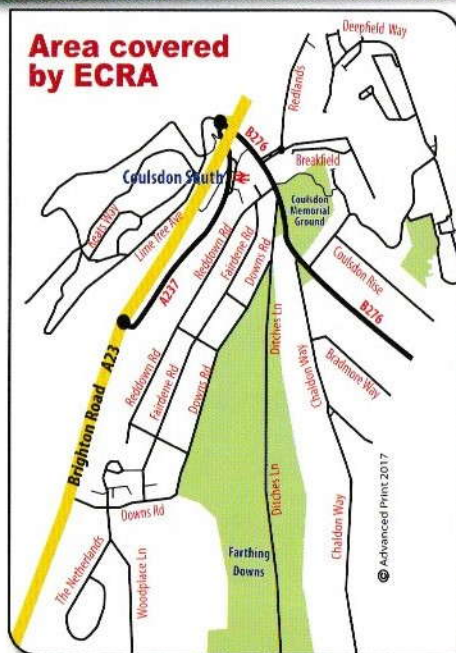 Area covered
by ECRA
Deepfield Way
Redlands
B276
Breakfield
Coulsdon South
Coulsdon
Memorial
Ground
Keats Way
Lime Tree Ave
A237
Reddown Rd
Fairdene Rd
Downs Rd
Coulsdon Rise
B276
Ditches Ln
Chaldon Way
Bradmore Way
Brighton Road A23
Reddown Rd
Fairdene Rd
Downs Rd
Ditches Ln
Downs Rd
The Netherlands
Woodplace Ln
Farthing
Downs
Chaldon Way
© Advanced Print 2017